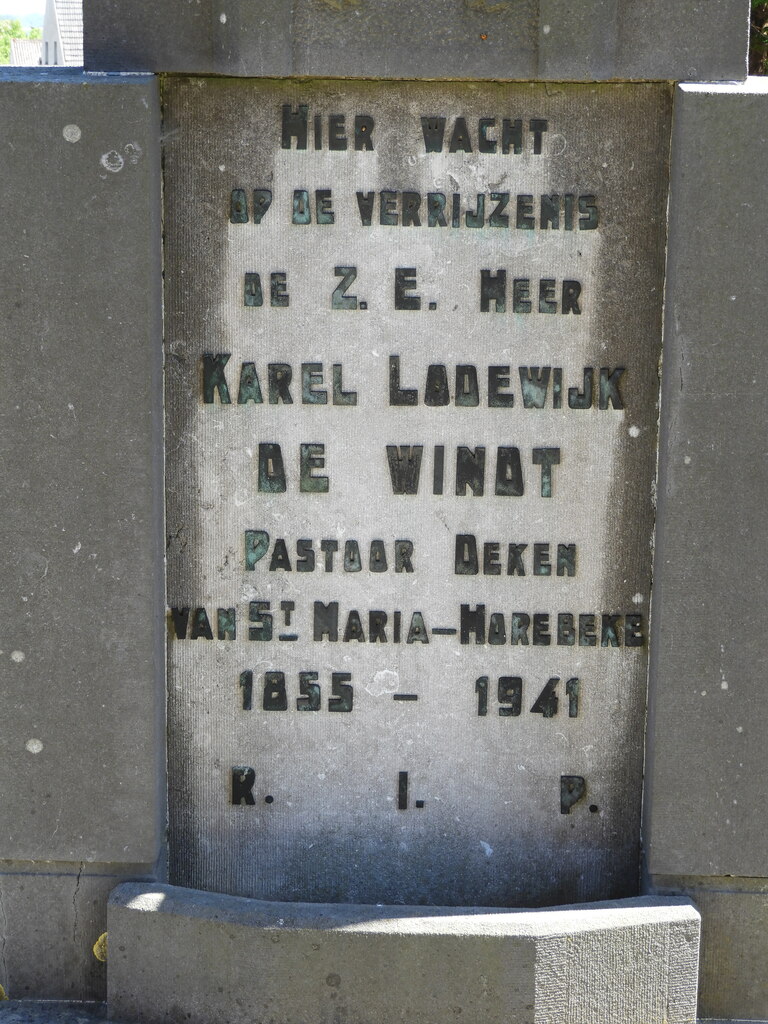 HIER WACHT
OP DE VERRIJZENIS
DE Z. E. HEER
KAREL LODEWIJK
DE WINDT
PASTOOR DEKEN
VAN ST MARIA-HOREBEKE
1855 - 1941
R. I. P.